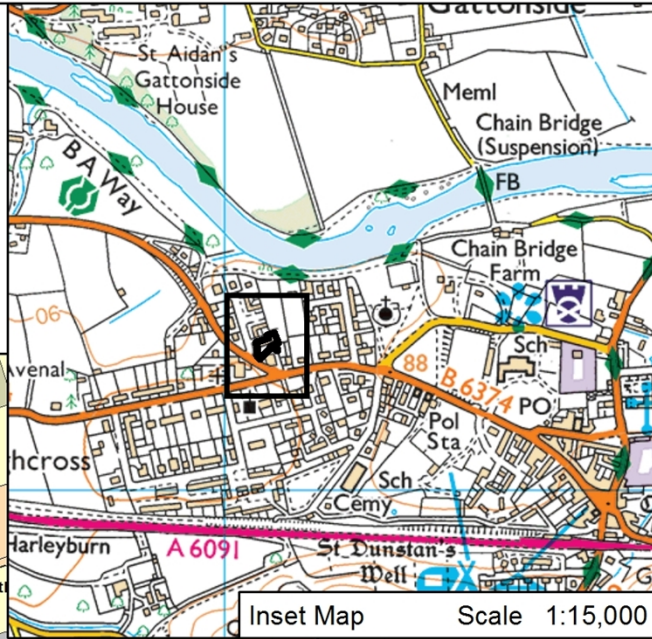 Gattonside
St Aidan's
Gattonside
House
Meml
Chain Bridge
(Suspension)
B A Way
FB
Chain Bridge
Farm
06
Avenal
Sch
88
B 6374
PO
Pol
Sta
ghcross
Sch
Cemy
Harleyburn
A 6091
St Dunstan's
Well
Inset Map Scale 1:15,000